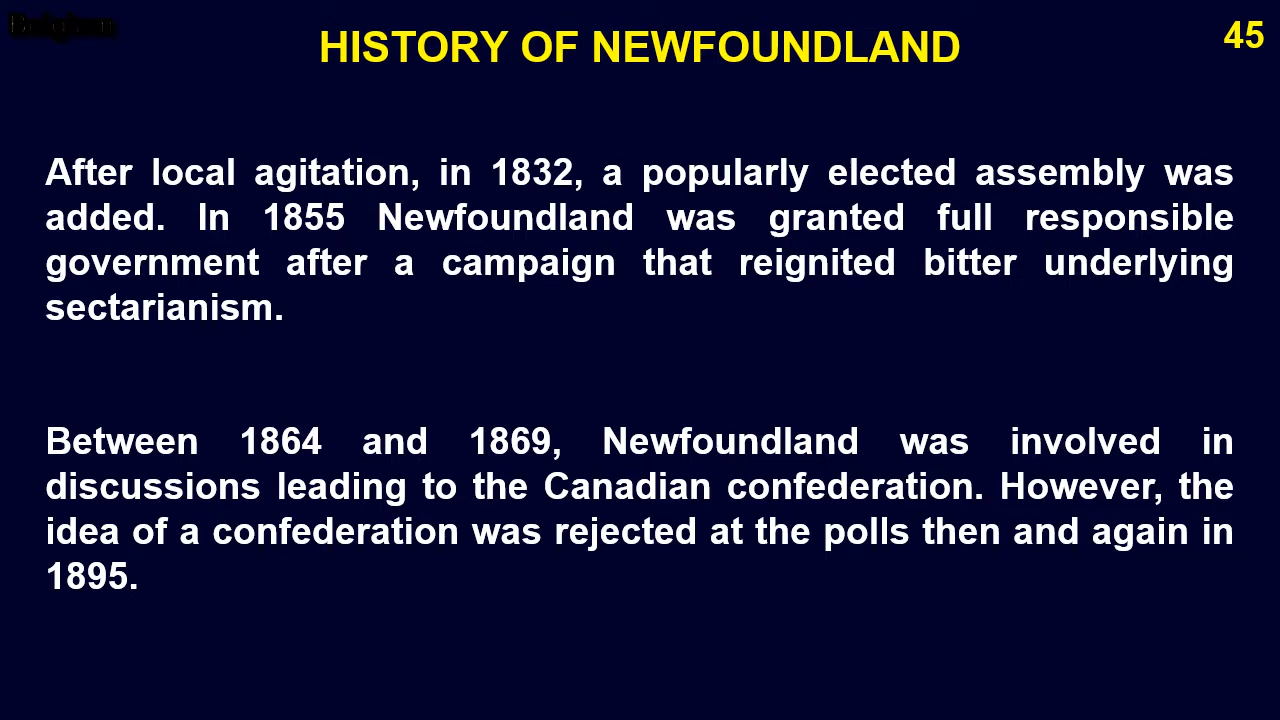 Belgium
HISTORY OF NEWFOUNDLAND
45
After local agitation, in 1832, a popularly elected assembly was
added. In 1855 Newfoundland was granted full responsible
government after a campaign that reignited bitter underlying
sectarianism.
Between 1864 and 1869, Newfoundland was involved in
discussions leading to the Canadian confederation. However, the
idea of a confederation was rejected at the polls then and again in
1895.